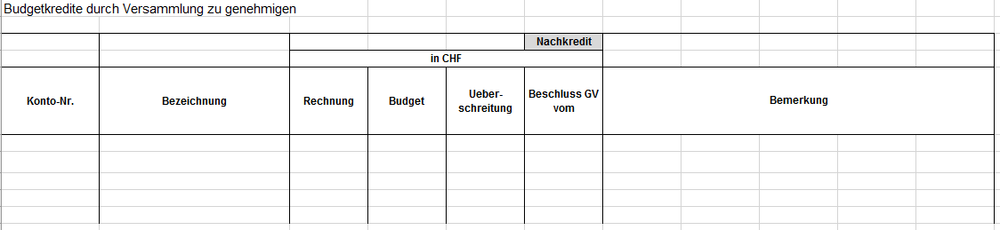 Budgetkredite durch Versammlung zu genehmigen
Nachkredit
in CHF
Konto-Nr.
Bezeichnung
Rechnung
Budget
Ueber-
schreitung
Beschluss GV
vom
Bemerkung